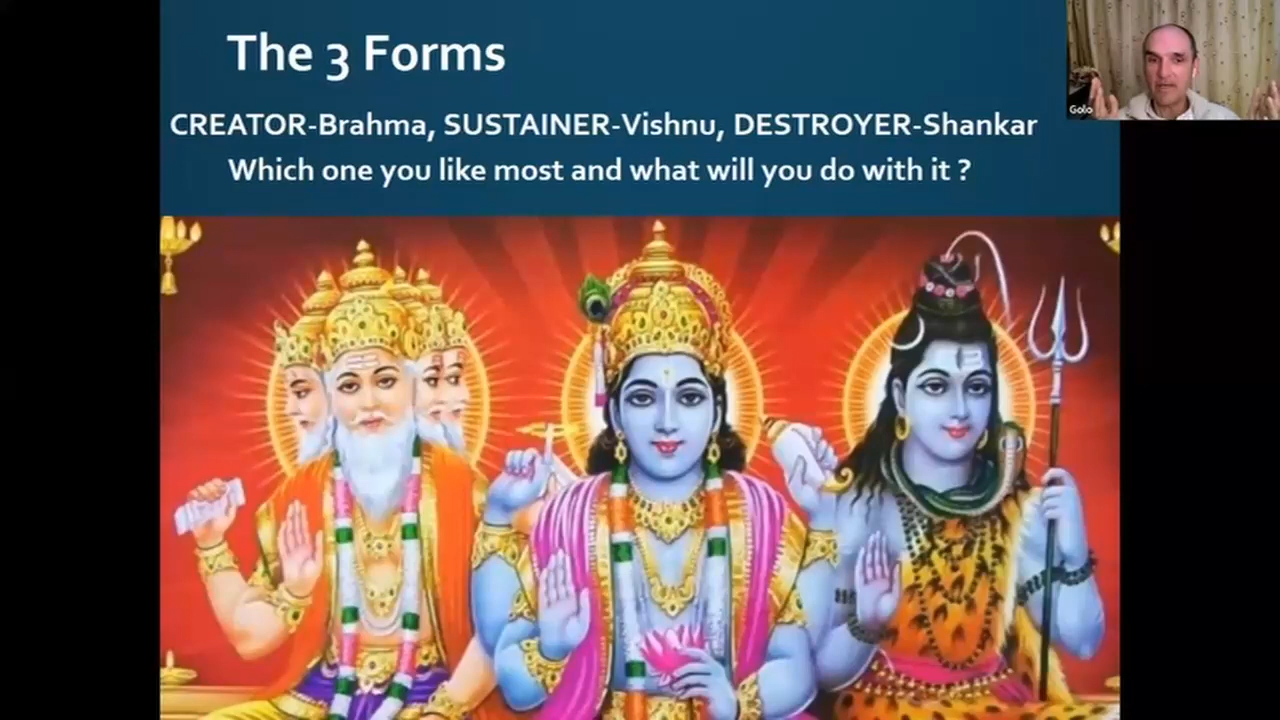 The 3 Forms
CREATOR-Brahma, SUSTAINER-Vishnu, DESTROYER-Shankar
Which one you like most and what will you do with it ?
Golo